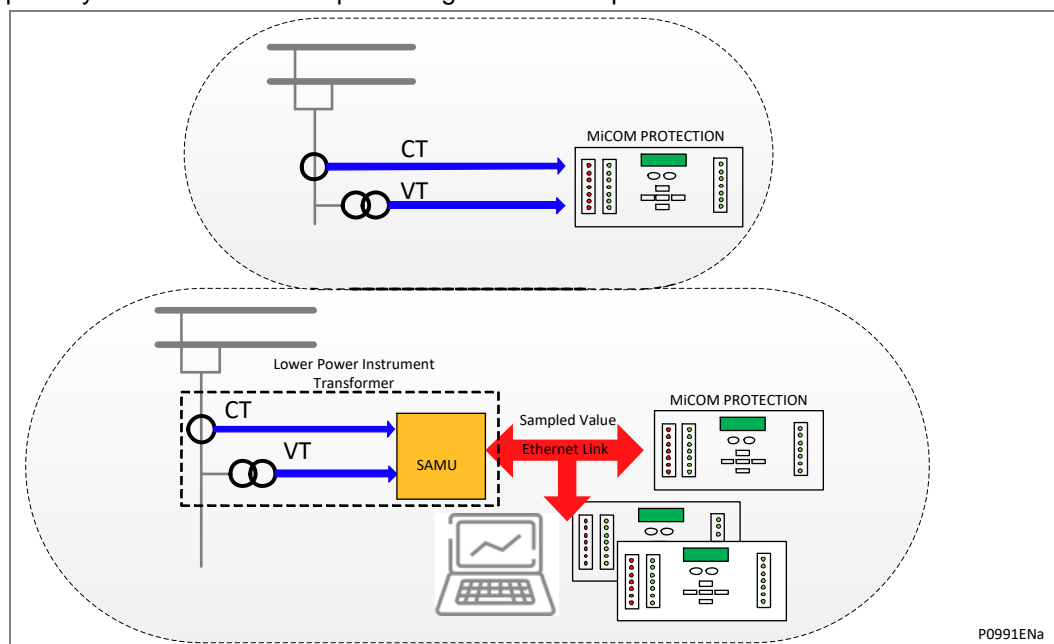 CT
VT
MiCOM PROTECTION
Lower Power Instrument
Transformer
CT
VT
SAMU
Sampled Value
Ethernet Link
MiCOM PROTECTION
P0991ENa